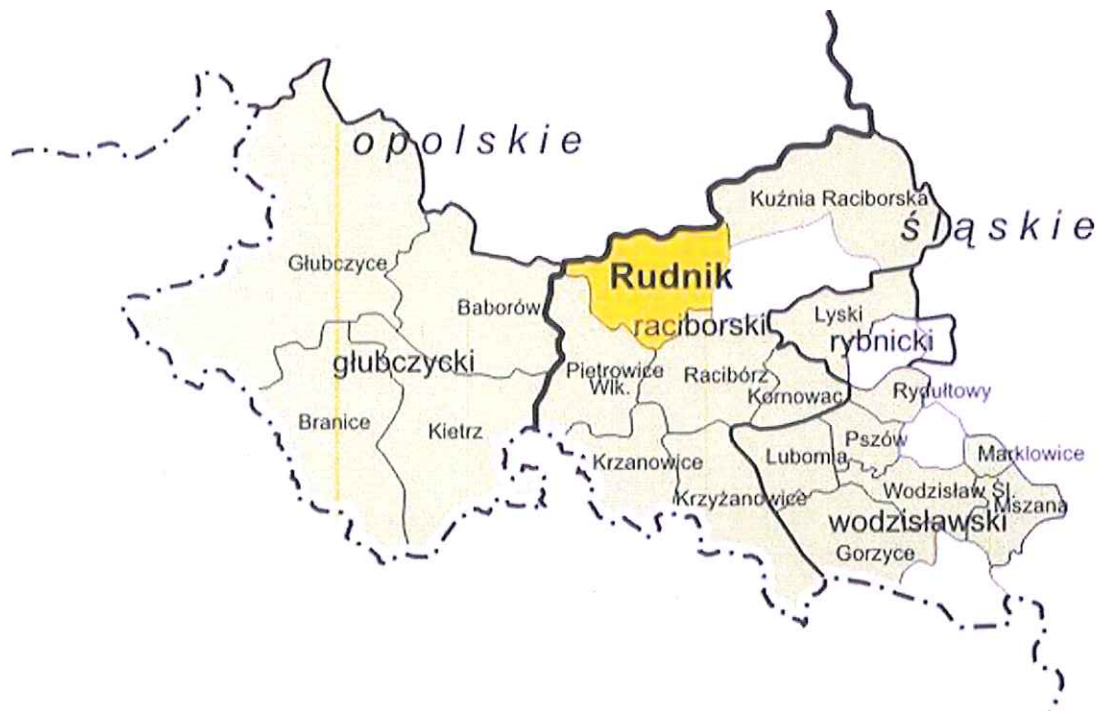 opolskie
Kuźnia Raciborska
śląskie
Głubczyce
Rudnik
Baborów
Lyski
raciborski
rybnicki
głubczycki
Pietrowice
Wlk.
Racibórz
Kornowac
Rydułtowy
Branice
Kietrz
Pszów
Lubomia
Marklowice
Krzanowice
Krzyżanowice
Wodzisław Śl.
Mszana
wodzisławski
Gorzyce